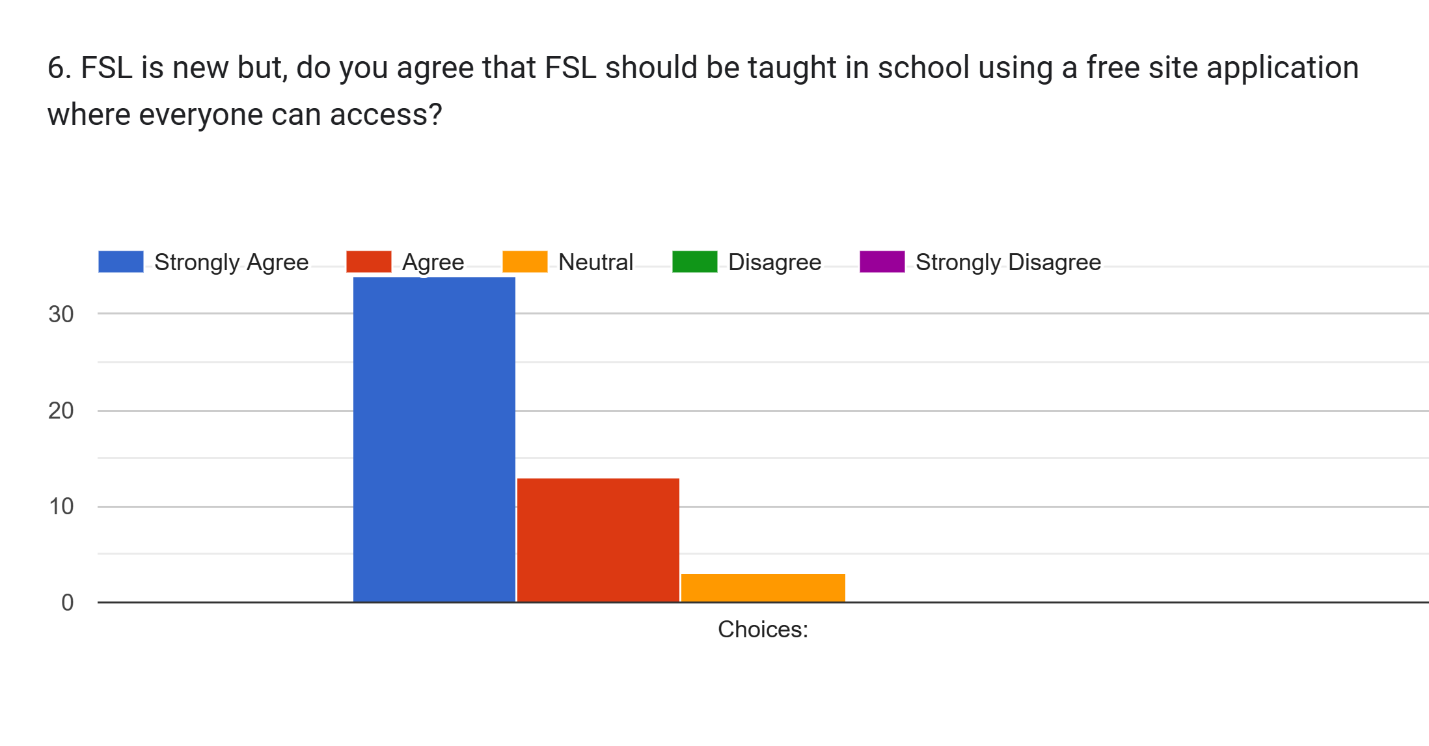 6. FSL is new but, do you agree that FSL should be taught in school using a free site application
where everyone can access?
Strongly Agree Agree Neutral Disagree Strongly Disagree
30
20
10
0
Choices: